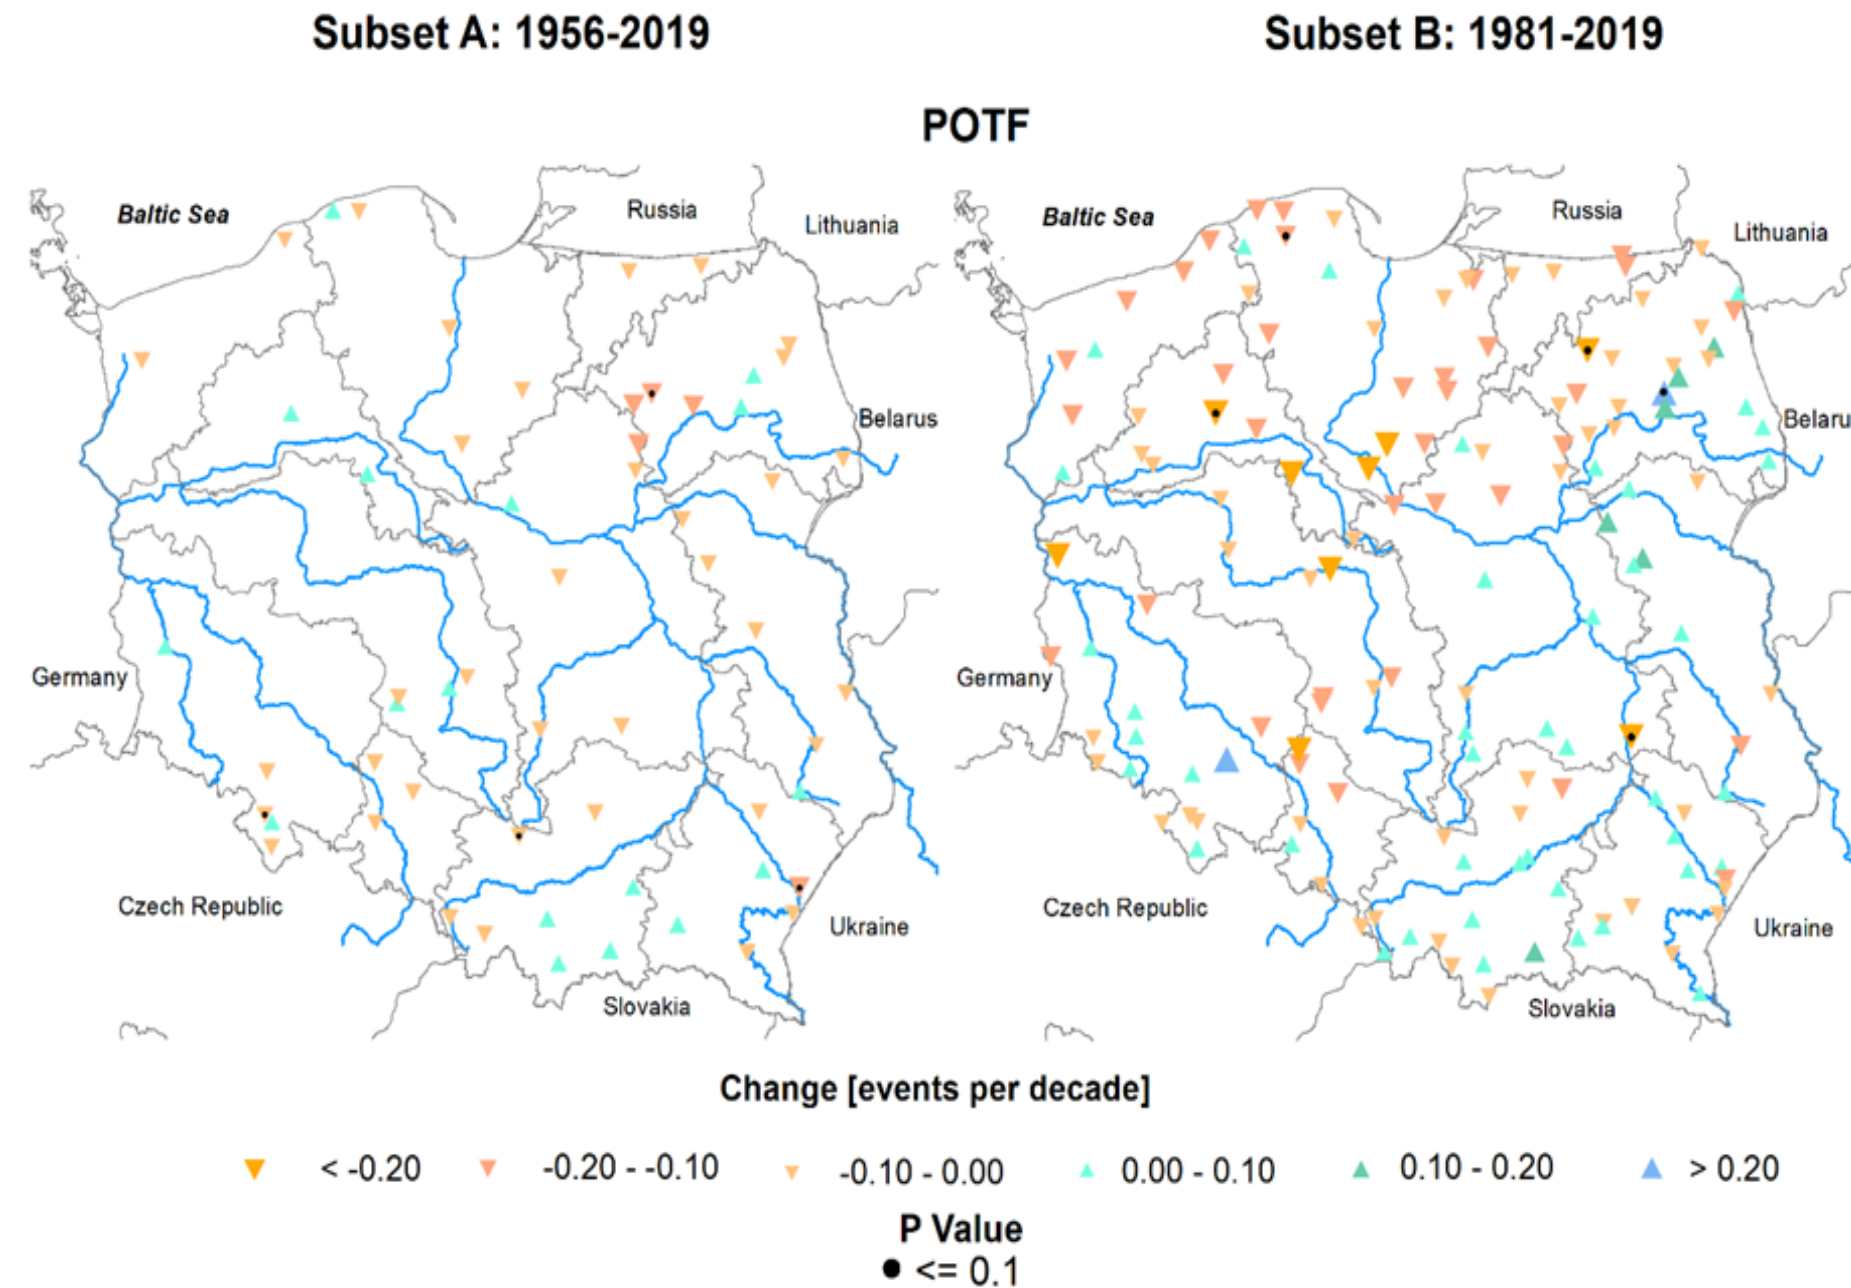 Subset A: 1956-2019
Subset B: 1981-2019
POTF
Baltic Sea
Russia
Lithuania
Belarus
Germany
Czech Republic
Ukraine
Slovakia
Baltic Sea
Russia
Lithuania
Belaru
Germany
Czech Republic
Ukraine
Slovakia
Change [events per decade]
< -0.20 -0.20 - -0.10 -0.10 - 0.00 0.00 - 0.10 0.10 - 0.20 > 0.20
P Value
<= 0.1